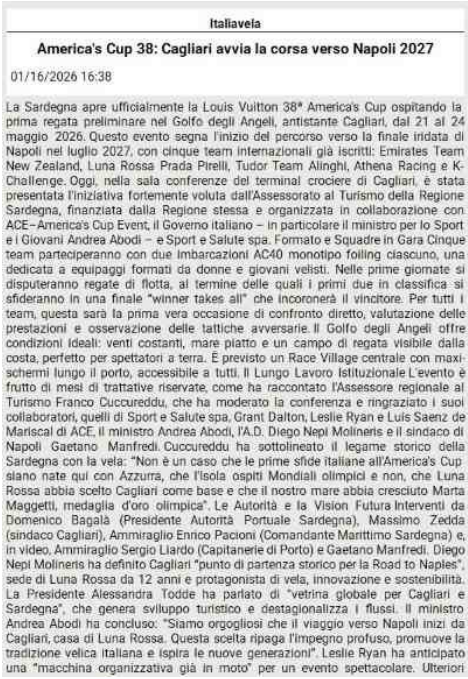 Italiavela
America's Cup 38: Cagliari avvia la corsa verso Napoli 2027
01/16/2026 16:38
La Sardegna apre ufficialmente la Louis Vuitton 38ª America's Cup ospitando la
prima regata preliminare nel Golfo degli Angeli, antistante Cagliari, dal 21 al 24
maggio 2026. Questo evento segna l'inizio del percorso verso la finale iridata di
Napoli nel luglio 2027, con cinque team internazionali già iscritti: Emirates Team
New Zealand, Luna Rossa Prada Pirelli, Tudor Team Alinghi, Athena Racing e K-
Challenge. Oggi, nella sala conferenze del terminal crociere di Cagliari, è stata
presentata l'iniziativa fortemente voluta dall'Assessorato al Turismo della Regione
Sardegna, finanziata dalla Regione stessa e organizzata in collaborazione con
ACE–America's Cup Event, il Governo italiano – in particolare il ministro per lo Sport
e i Giovani Andrea Abodi – e Sport e Salute spa. Formato e Squadre in Gara Cinque
team parteciperanno con due imbarcazioni AC40 monotipo foiling ciascuno, una
dedicata a equipaggi formati da donne e giovani velisti. Nelle prime giornate si
disputeranno regate di flotta, al termine delle quali i primi due in classifica si
sfideranno in una finale “winner takes all” che incoronerà il vincitore. Per tutti i
team, questa sarà la prima vera occasione di confronto diretto, valutazione delle
prestazioni e osservazione delle tattiche avversarie. Il Golfo degli Angeli offre
condizioni ideali: venti costanti, mare piatto e un campo di regata visibile dalla
costa, perfetto per spettatori a terra. È previsto un Race Village centrale con maxi-
schermi lungo il porto, accessibile a tutti. Il Lungo Lavoro Istituzionale L'evento è
frutto di mesi di trattative riservate, come ha raccontato l'Assessore regionale al
Turismo Franco Cuccureddu, che ha moderato la conferenza e ringraziato i suoi
collaboratori, quelli di Sport e Salute spa, Grant Dalton, Leslie Ryan e Luis Saenz de
Mariscal di ACE, il ministro Andrea Abodi, l'A.D. Diego Nepi Molineris e il sindaco di
Napoli Gaetano Manfredi. Cuccureddu ha sottolineato il legame storico della
Sardegna con la vela: “Non è un caso che le prime sfide italiane all'America's Cup
siano nate qui con Azzurra, che l'Isola ospiti Mondiali olimpici e non, che Luna
Rossa abbia scelto Cagliari come base e che il nostro mare abbia cresciuto Marta
Maggetti, medaglia d'oro olimpica”. Le Autorità e la Vision Futura Interventi da
Domenico Bagalà (Presidente Autorità Portuale Sardegna), Massimo Zedda
(sindaco Cagliari), Ammiraglio Enrico Pacioni (Comandante Marittimo Sardegna) e,
in video, Ammiraglio Sergio Liardo (Capitanerie di Porto) e Gaetano Manfredi. Diego
Nepi Molineris ha definito Cagliari “punto di partenza storico per la Road to Naples”,
sede di Luna Rossa da 12 anni e protagonista di vela, innovazione e sostenibilità.
La Presidente Alessandra Todde ha parlato di “vetrina globale per Cagliari e
Sardegna”, che genera sviluppo turistico e destagionalizza i flussi. Il ministro
Andrea Abodi ha concluso: “Siamo orgogliosi che il viaggio verso Napoli inizi da
Cagliari, casa di Luna Rossa. Questa scelta ripaga l'impegno profuso, promuove la
tradizione velica italiana e ispira le nuove generazioni”. Leslie Ryan ha anticipato
una “macchina organizzativa già in moto” per un evento spettacolare. Ulteriori